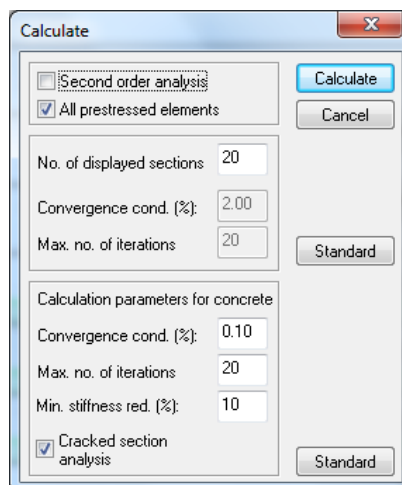 Calculate
Second order analysis
Calculate
All prestressed elements
Cancel
No. of displayed sections 20
Convergence cond. (%): 2.00
Max. no. of iterations 20
Standard
Calculation parameters for concrete
Convergence cond. (%): 0.10
Max. no. of iterations 20
Min. stiffness red. (%): 10
Cracked section
analysis
Standard